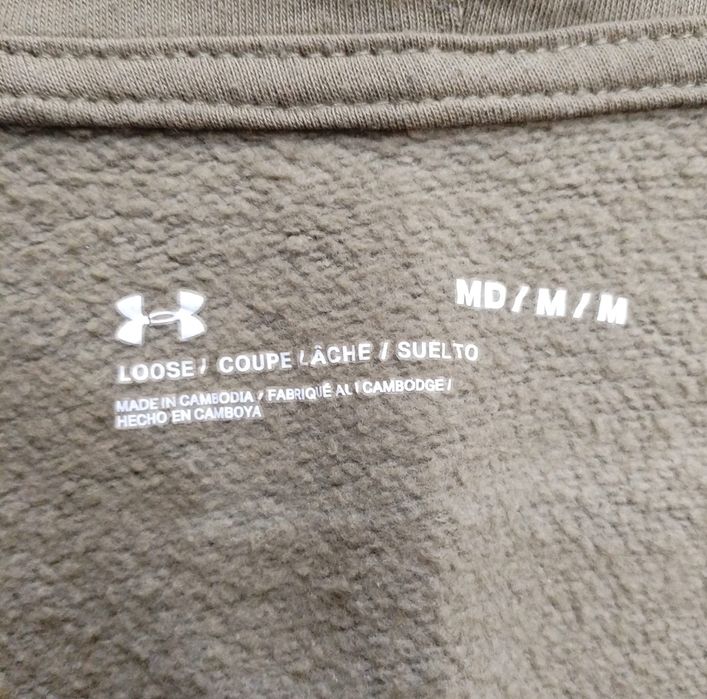 MD / M / M
LOOSE / COUPE LÂCHE / SUELTO
MADE IN CAMBODIA / FABRIQUÉ AU CAMBODGE /
HECHO EN CAMBOYA